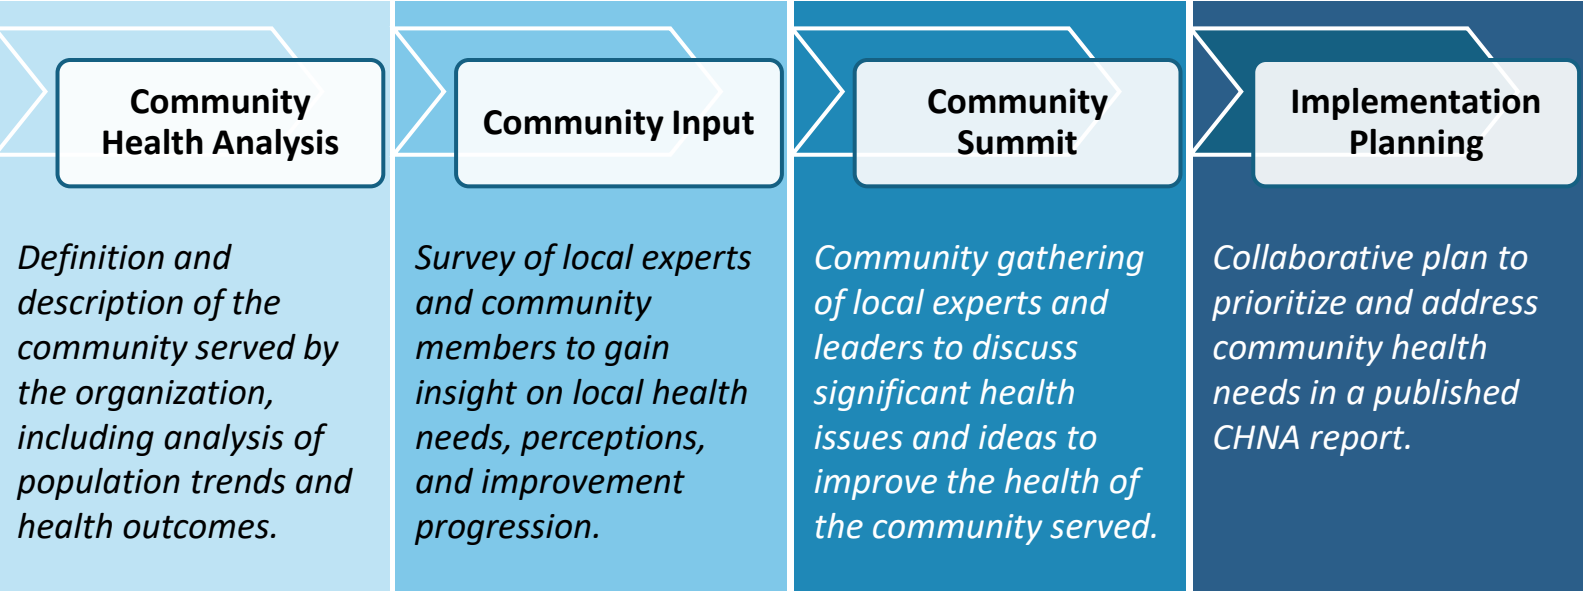 Community
Health Analysis
Definition and
description of the
community served by
the organization,
including analysis of
population trends and
health outcomes.
Community Input
Survey of local experts
and community
members to gain
insight on local health
needs, perceptions,
and improvement
progression.
Community
Summit
Community gathering
of local experts and
leaders to discuss
significant health
issues and ideas to
improve the health of
the community served.
Implementation
Planning
Collaborative plan to
prioritize and address
community health
needs in a published
CHNA report.